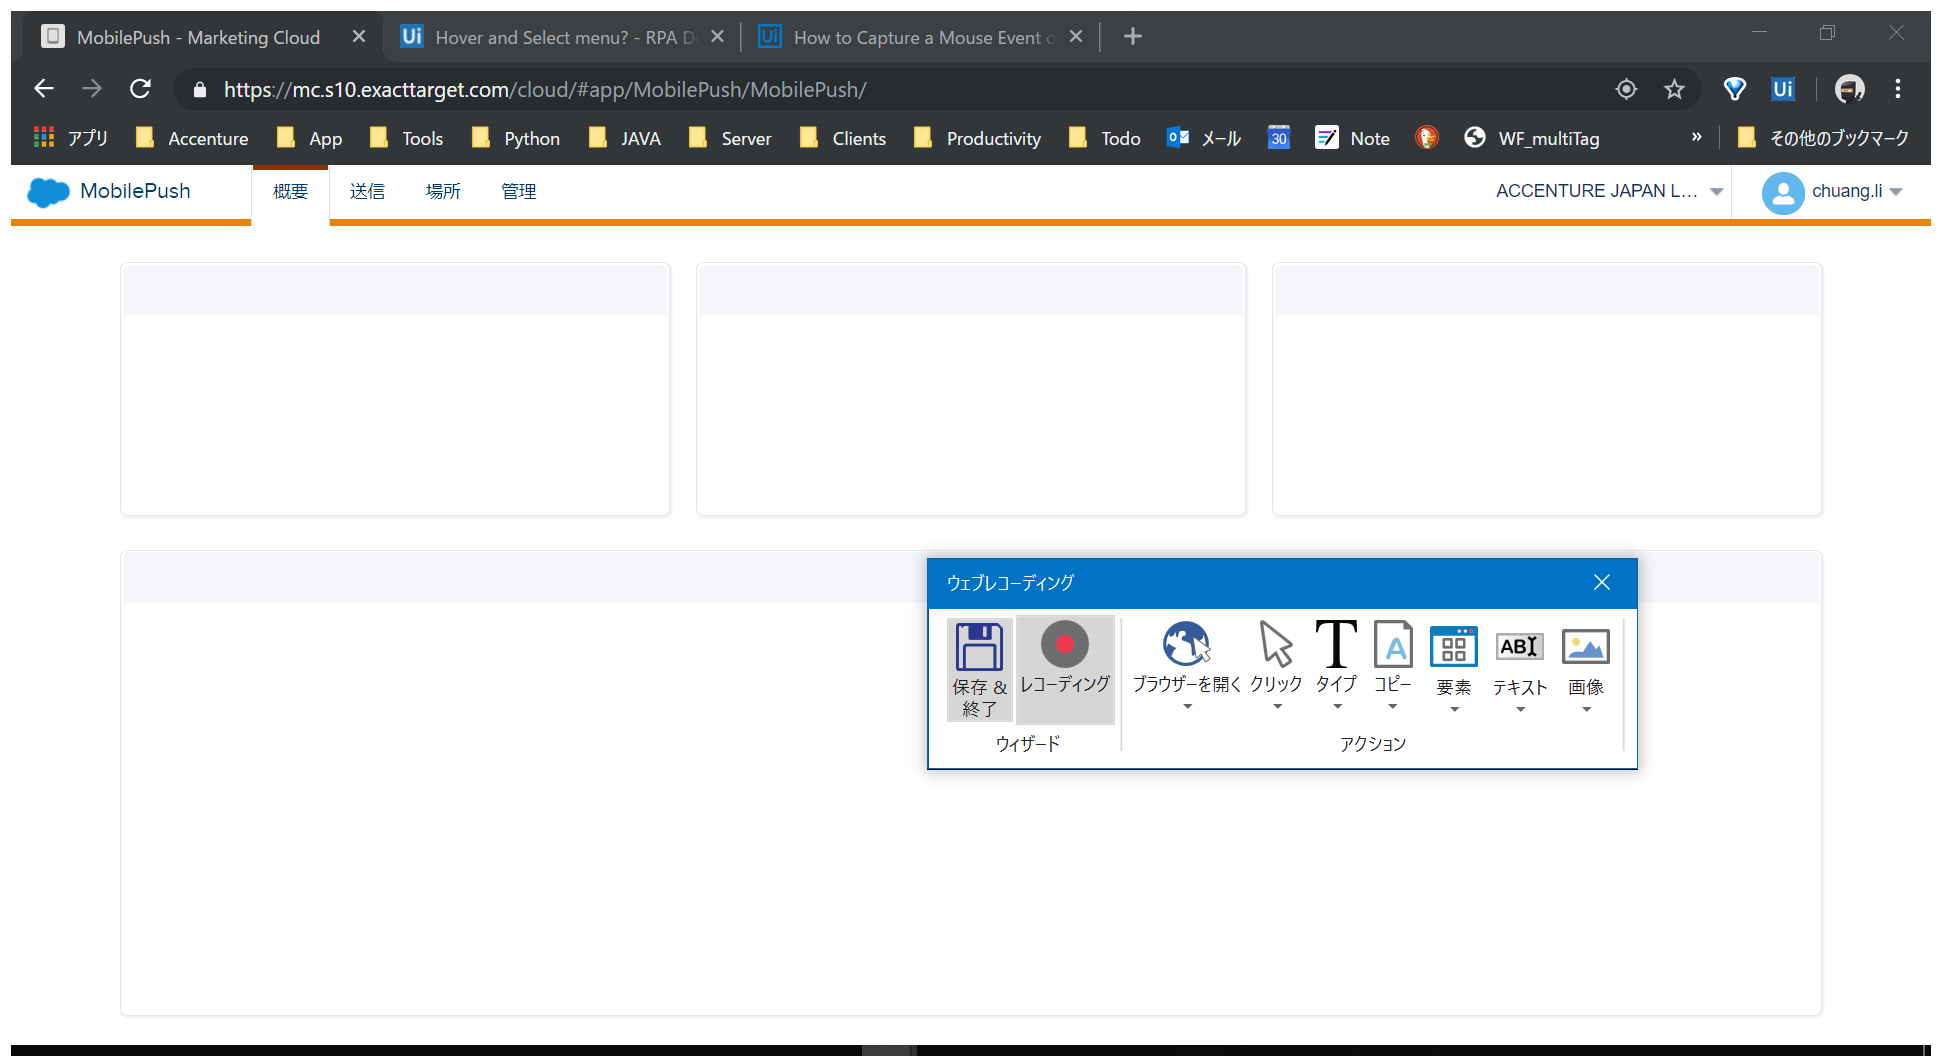 MobilePush - Marketing Cloud
Hover and Select menu? - RPA D
How to Capture a Mouse Event o
https://mc.s10.exacttarget.com/cloud/#app/MobilePush/MobilePush/
Ui
アプリ Accenture App Tools Python JAVA Server Clients Productivity Todo メール 30 Note WF_multiTag » その他のブックマーク
MobilePush 概要 送信 場所 管理 ACCENTURE JAPAN L... chuang.li
ウェブレコーディング
保存 & 終了 レコーディング ブラウザーを開く クリック タイプ コピー 要素 テキスト 画像
ウィザード アクション